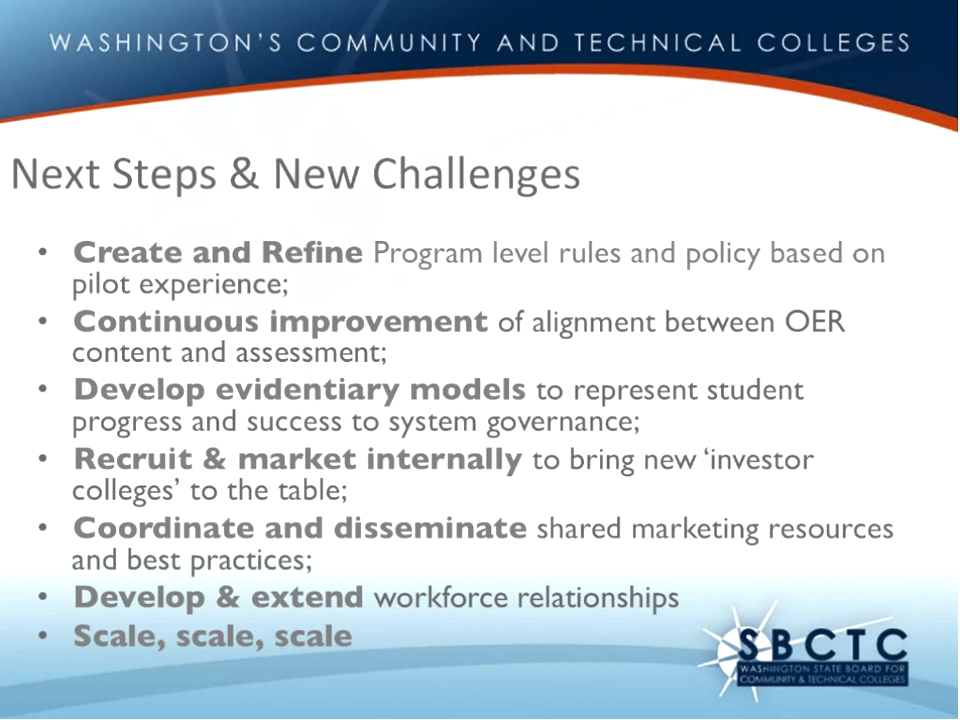 WASHINGTON'S COMMUNITY AND TECHNICAL COLLEGES
Next Steps & New Challenges
• Create and Refine Program level rules and policy based on
pilot experience;
• Continuous improvement of alignment between OER
content and assessment;
• Develop evidentiary models to represent student
progress and success to system governance;
• Recruit & market internally to bring new ‘investor
colleges’ to the table;
• Coordinate and disseminate shared marketing resources
and best practices;
• Develop & extend workforce relationships
• Scale, scale, scale
SBCTC
WASHINGTON STATE BOARD FOR
COMMUNITY & TECHNICAL COLLEGES